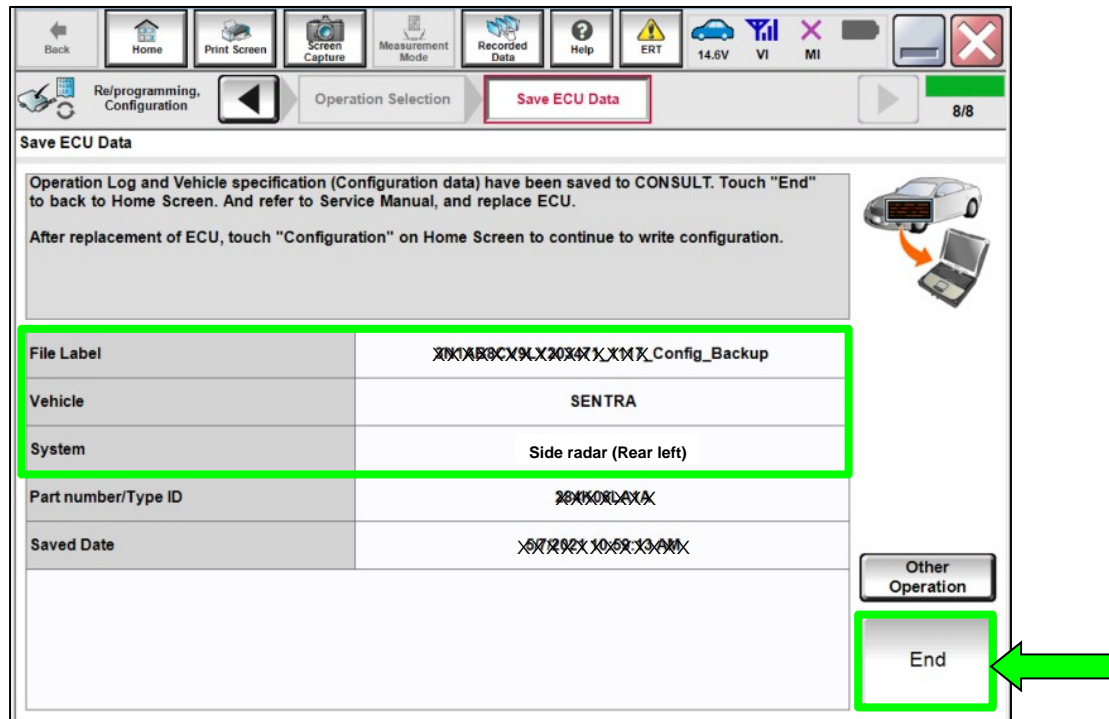 Back
Home
Print Screen
Screen
Capture
Measurement
Mode
Recorded
Data
Help
ERT
14.6V
VI
MI
Re/programming,
Configuration
Operation Selection
Save ECU Data
8/8
Save ECU Data
Operation Log and Vehicle specification (Configuration data) have been saved to CONSULT. Touch "End"
to back to Home Screen. And refer to Service Manual, and replace ECU.
After replacement of ECU, touch "Configuration" on Home Screen to continue to write configuration.
File Label
_Config_Backup
Vehicle
SENTRA
System
Side radar (Rear left)
Part number/Type ID
Saved Date
Other
Operation
End